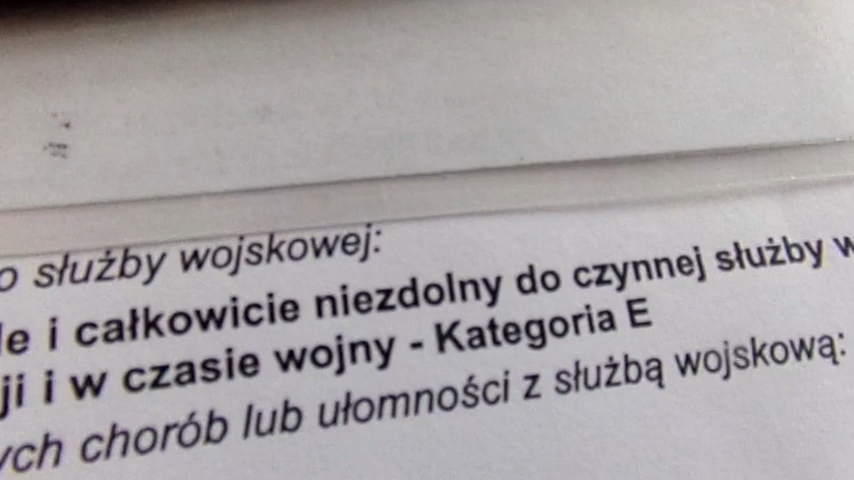 o służby wojskowej:
le i całkowicie niezdolny do czynnej służby w
ji i w czasie wojny - Kategoria E
ych chorób lub ułomności z służbą wojskową: